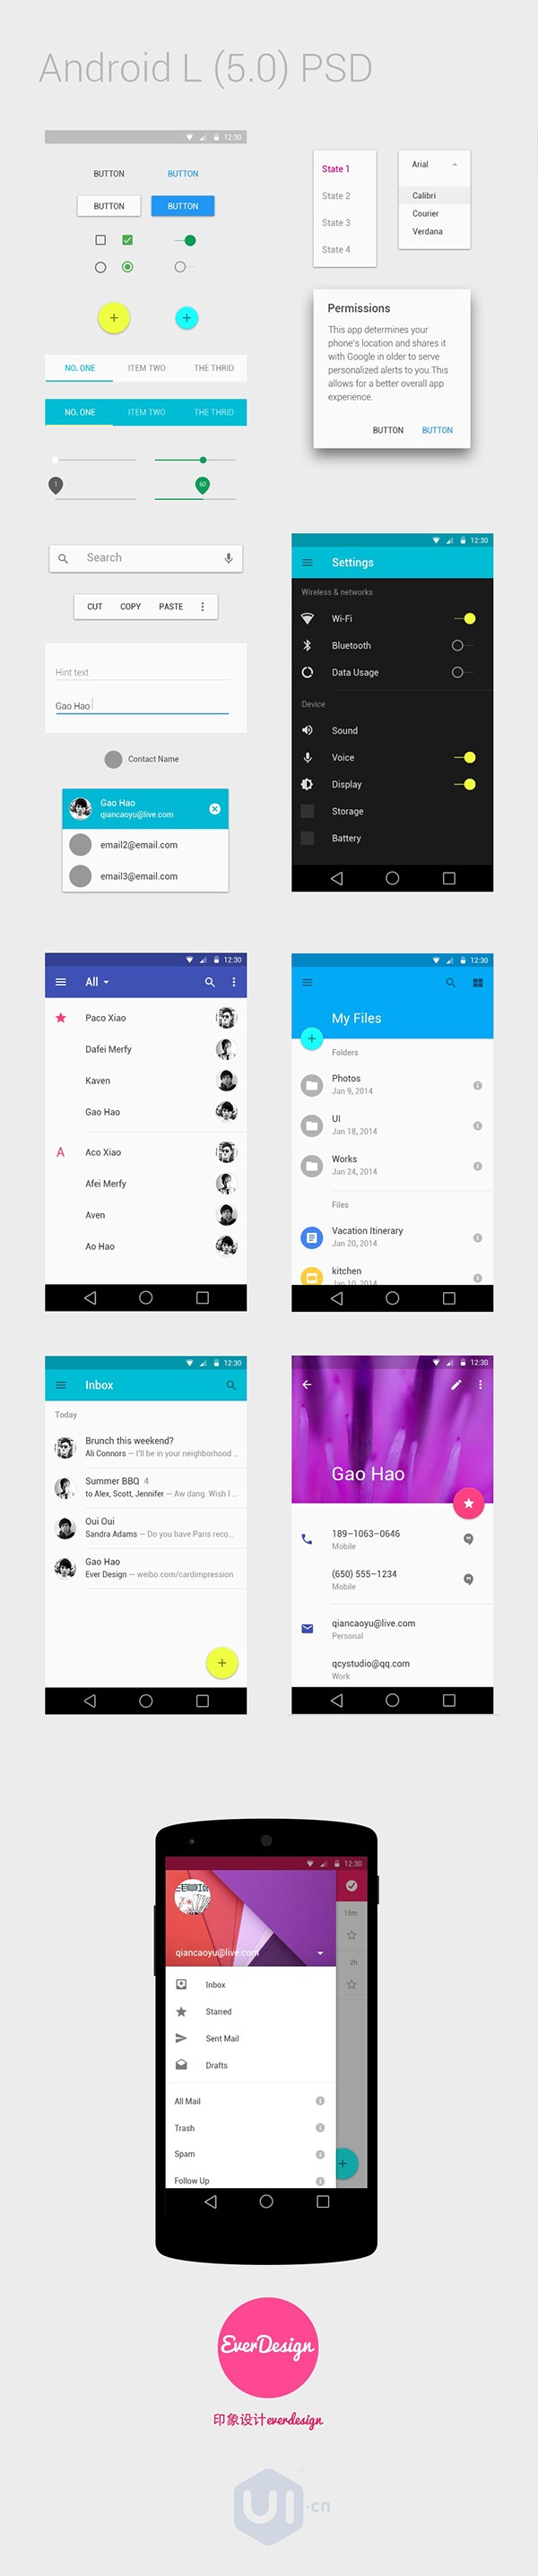 Android L (5.0) PSD
12:30
BUTTON BUTTON
BUTTON BUTTON
NO. ONE ITEM TWO THE THRID
NO. ONE ITEM TWO THE THRID
1 60
State 1
State 2
State 3
State 4
Arial
Calibri
Courier
Verdana
Permissions
This app determines your
phone's location and shares it
with Google in older to serve
personalized alerts to you.This
allows for a better overall app
experience.
BUTTON BUTTON
Search
CUT COPY PASTE
Hint text
Gao Hao
Contact Name
Gao Hao
qiancaoyu@live.com
email2@email.com
email3@email.com
12:30
Settings
Wireless & networks
Wi-Fi
Bluetooth
Data Usage
Device
Sound
Voice
Display
Storage
Battery
12:30
All
Paco Xiao
Dafei Merfy
Kaven
Gao Hao
A Aco Xiao
Afei Merfy
Aven
Ao Hao
12:30
My Files
Folders
Photos
Jan 9, 2014
UI
Jan 18, 2014
Works
Jan 24, 2014
Files
Vacation Itinerary
Jan 20, 2014
kitchen
Jan 10, 2014
12:30
Inbox
Today
Brunch this weekend?
Ali Connors — I'll be in your neighborhood ...
Summer BBQ 4
to Alex, Scott, Jennifer — Aw dang. Wish I ...
Oui Oui
Sandra Adams — Do you have Paris reco...
Gao Hao
Ever Design — weibo.com/cardimpression
12:30
Gao Hao
189-1063-0646
Mobile
(650) 555-1234
Mobile
qiancaoyu@live.com
Personal
qcystudio@qq.com
Work
12:30
15m
qiancaoyu@live.com
2h
Inbox
Starred
Sent Mail
Drafts
All Mail
Trash
Spam
Follow Up
EverDesign
印象设计everdesign
UI.cn